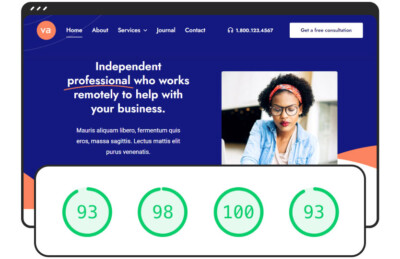 va
Home About Services Journal Contact 1.800.123.4567 Get a free consultation
Independent
professional who works
remotely to help with
your business.
Mauris aliquam libero, fermentum quis
eros, massa sagittis. Lectus mattis elit
purus venenatis.
93 98 100 93